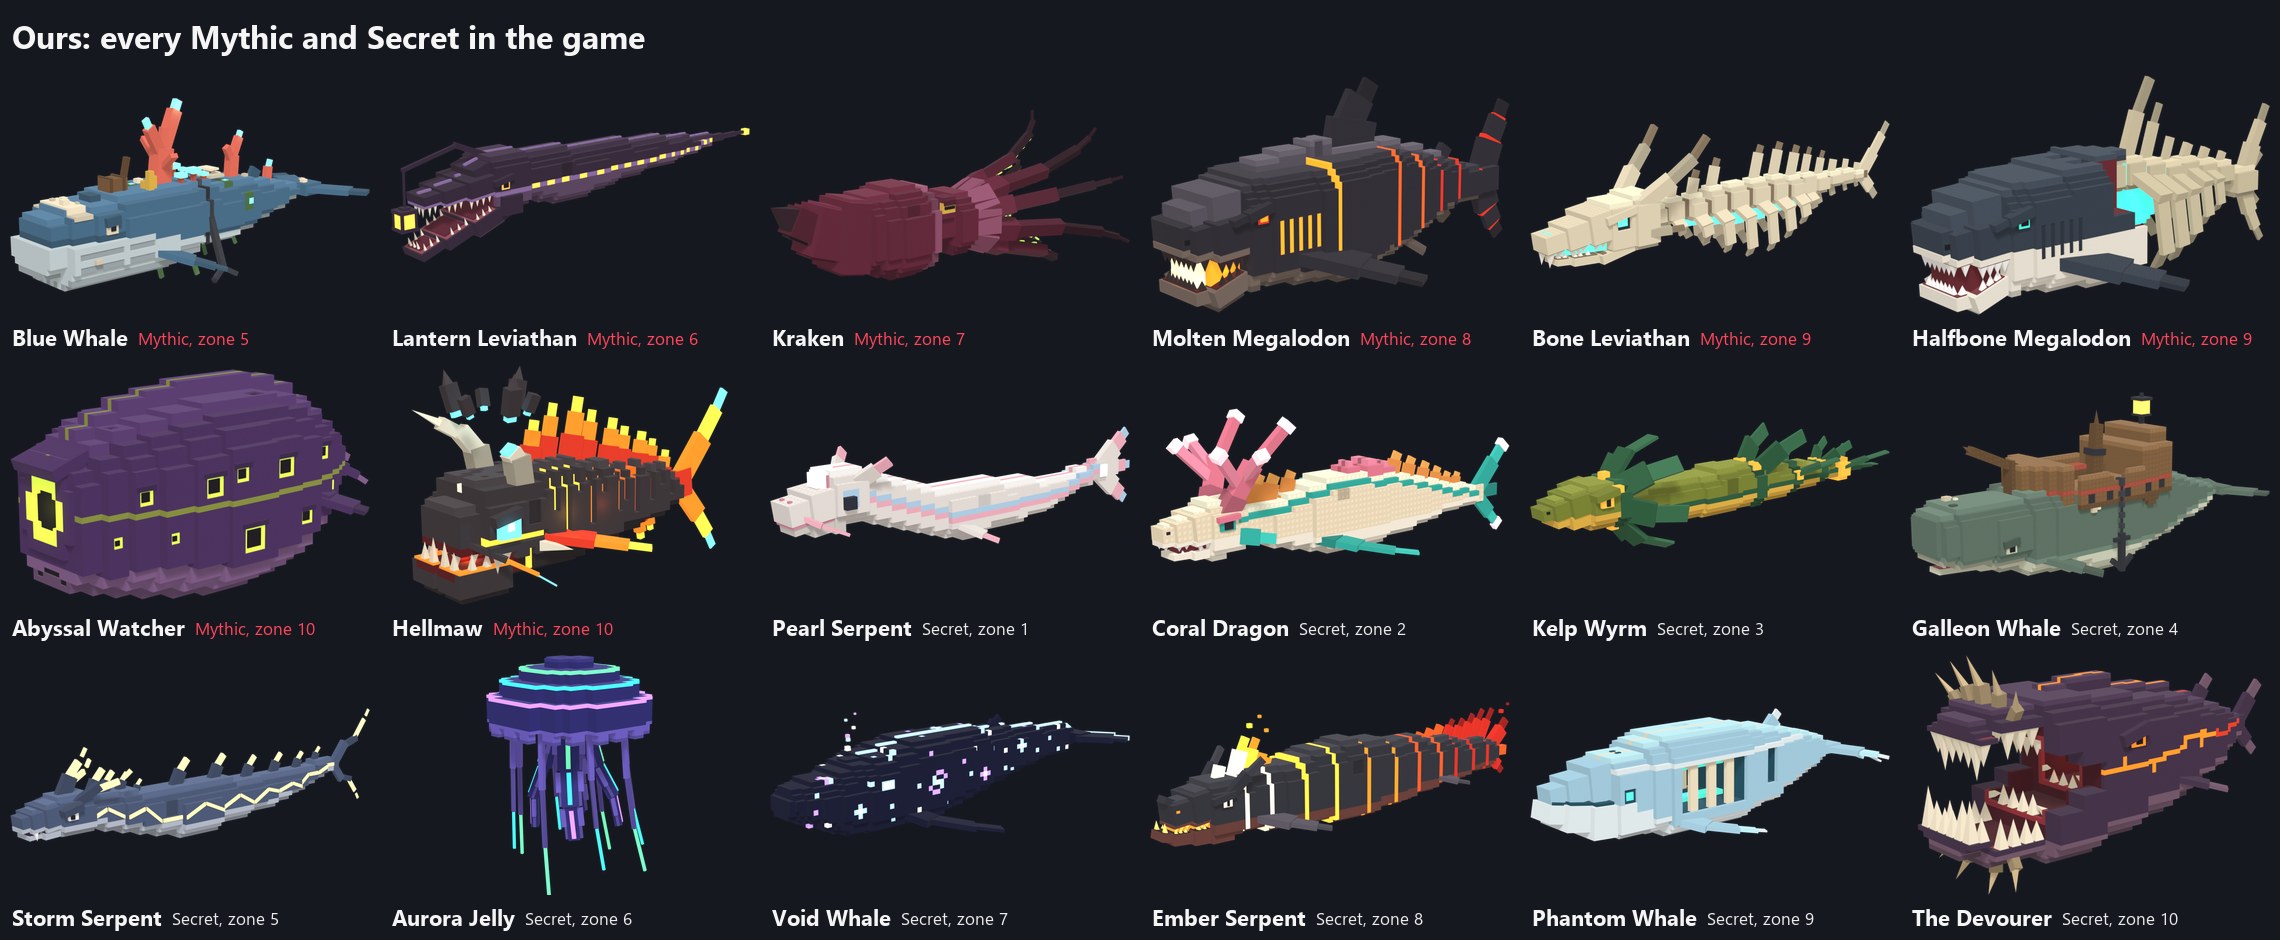 Ours: every Mythic and Secret in the game
Blue Whale Mythic, zone 5
Lantern Leviathan Mythic, zone 6
Kraken Mythic, zone 7
Molten Megalodon Mythic, zone 8
Bone Leviathan Mythic, zone 9
Halfbone Megalodon Mythic, zone 9
Abyssal Watcher Mythic, zone 10
Hellmaw Mythic, zone 10
Pearl Serpent Secret, zone 1
Coral Dragon Secret, zone 2
Kelp Wyrm Secret, zone 3
Galleon Whale Secret, zone 4
Storm Serpent Secret, zone 5
Aurora Jelly Secret, zone 6
Void Whale Secret, zone 7
Ember Serpent Secret, zone 8
Phantom Whale Secret, zone 9
The Devourer Secret, zone 10